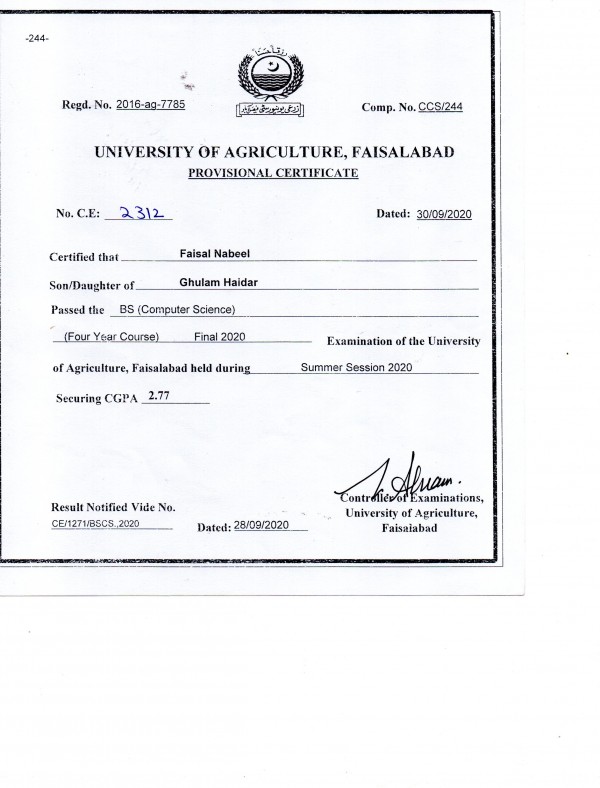 -244-
Regd. No. 2016-ag-7785
Comp. No. CCS/244
UNIVERSITY OF AGRICULTURE, FAISALABAD
PROVISIONAL CERTIFICATE
No. C.E: 2312
Dated: 30/09/2020
Certified that Faisal Nabeel
Son/Daughter of Ghulam Haidar
Passed the BS (Computer Science)
(Four Year Course) Final 2020 Examination of the University
of Agriculture, Faisalabad held during Summer Session 2020
Securing CGPA 2.77
Controller of Examinations,
University of Agriculture,
Faisalabad
Result Notified Vide No.
CE/1271/BSCS.,2020
Dated: 28/09/2020